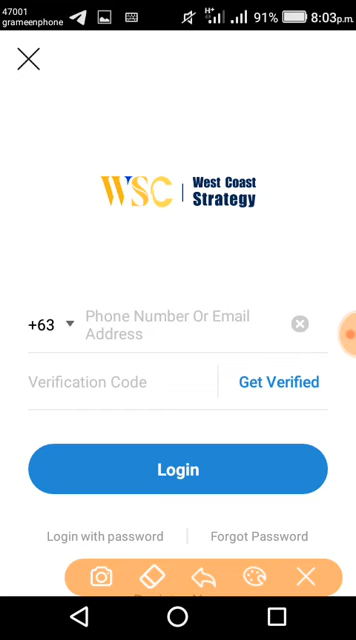 47001
grameenphone
H+
91%
8:03p.m.
WSC
West Coast
Strategy
+63
Phone Number Or Email
Address
Verification Code
Get Verified
Login
Login with password
Forgot Password